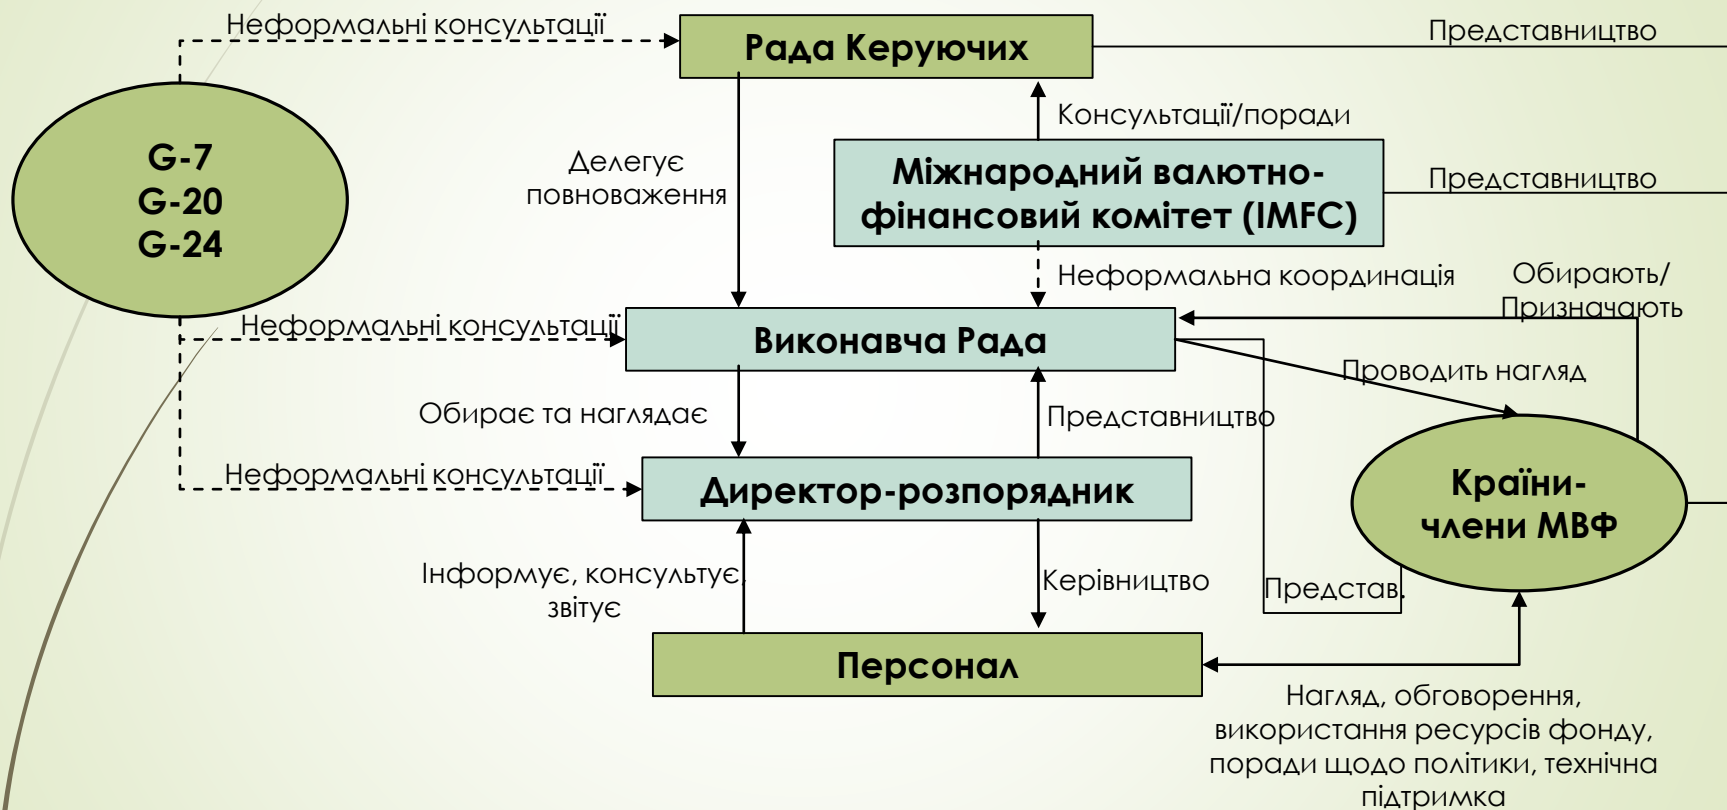 Неформальні консультації
Рада Керуючих
Представництво
Консультації/поради
G-7
G-20
G-24
Делегує
повноваження
Міжнародний валютно-
фінансовий комітет (IMFC)
Представництво
Неформальна координація
Обирають/
Призначають
Неформальні консультації
Виконавча Рада
Проводить нагляд
Обирає та наглядає
Представництво
Неформальні консультації
Директор-розпорядник
Країни-
члени МВФ
Інформує, консультує,
звітує
Керівництво
Представ.
Персонал
Нагляд, обговорення,
використання ресурсів фонду,
поради щодо політики, технічна
підтримка